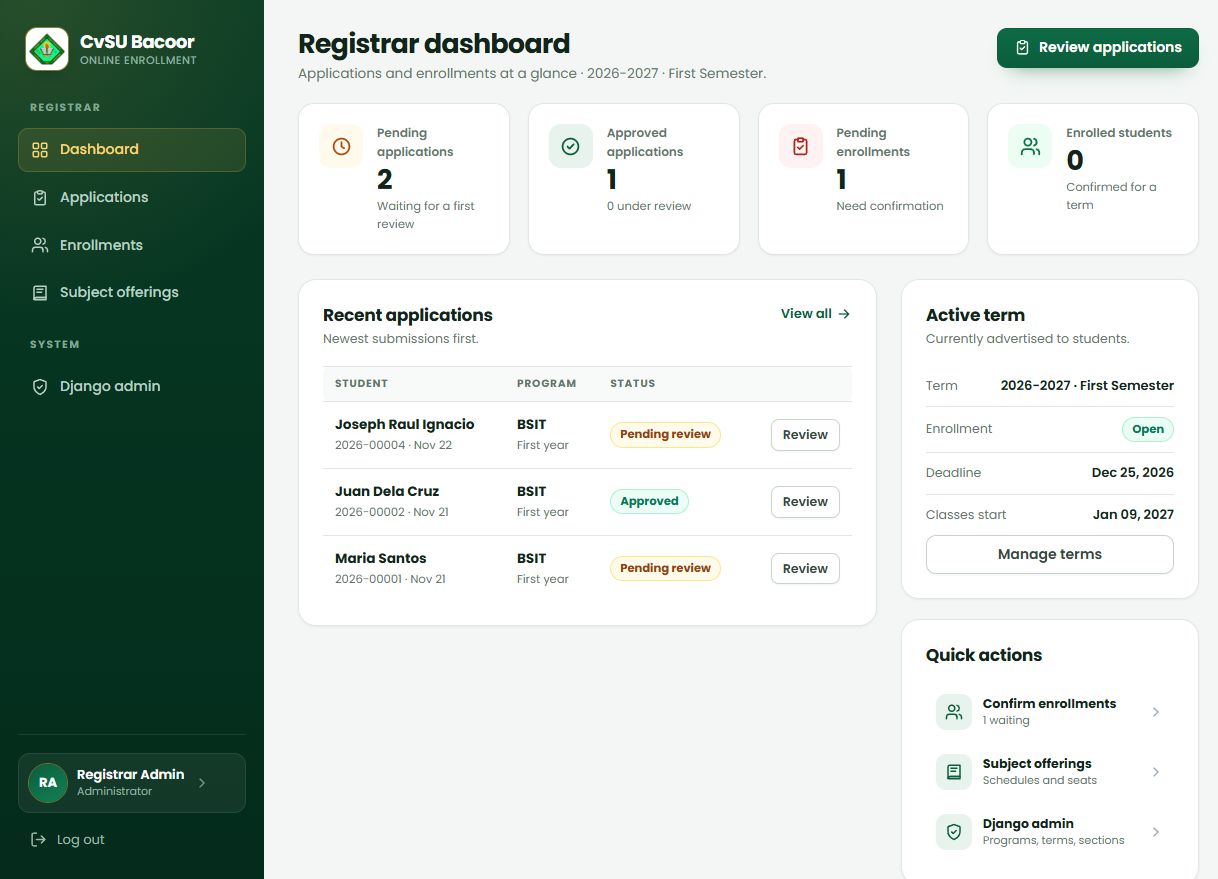 CvSU Bacoor
ONLINE ENROLLMENT
REGISTRAR
Dashboard
Applications
Enrollments
Subject offerings
SYSTEM
Django admin
RA
Registrar Admin
Administrator
Log out
Registrar dashboard
Applications and enrollments at a glance · 2026-2027 · First Semester.
Review applications
Pending
applications
2
Waiting for a first
review
Approved
applications
1
0 under review
Pending
enrollments
1
Need confirmation
Enrolled students
0
Confirmed for a
term
Recent applications
View all →
Newest submissions first.
STUDENT PROGRAM STATUS
Joseph Raul Ignacio BSIT Pending review Review
2026-00004 · Nov 22 First year
Juan Dela Cruz BSIT Approved Review
2026-00002 · Nov 21 First year
Maria Santos BSIT Pending review Review
2026-00001 · Nov 21 First year
Active term
Currently advertised to students.
Term 2026-2027 · First Semester
Enrollment Open
Deadline Dec 25, 2026
Classes start Jan 09, 2027
Manage terms
Quick actions
Confirm enrollments
1 waiting
Subject offerings
Schedules and seats
Django admin
Programs, terms, sections